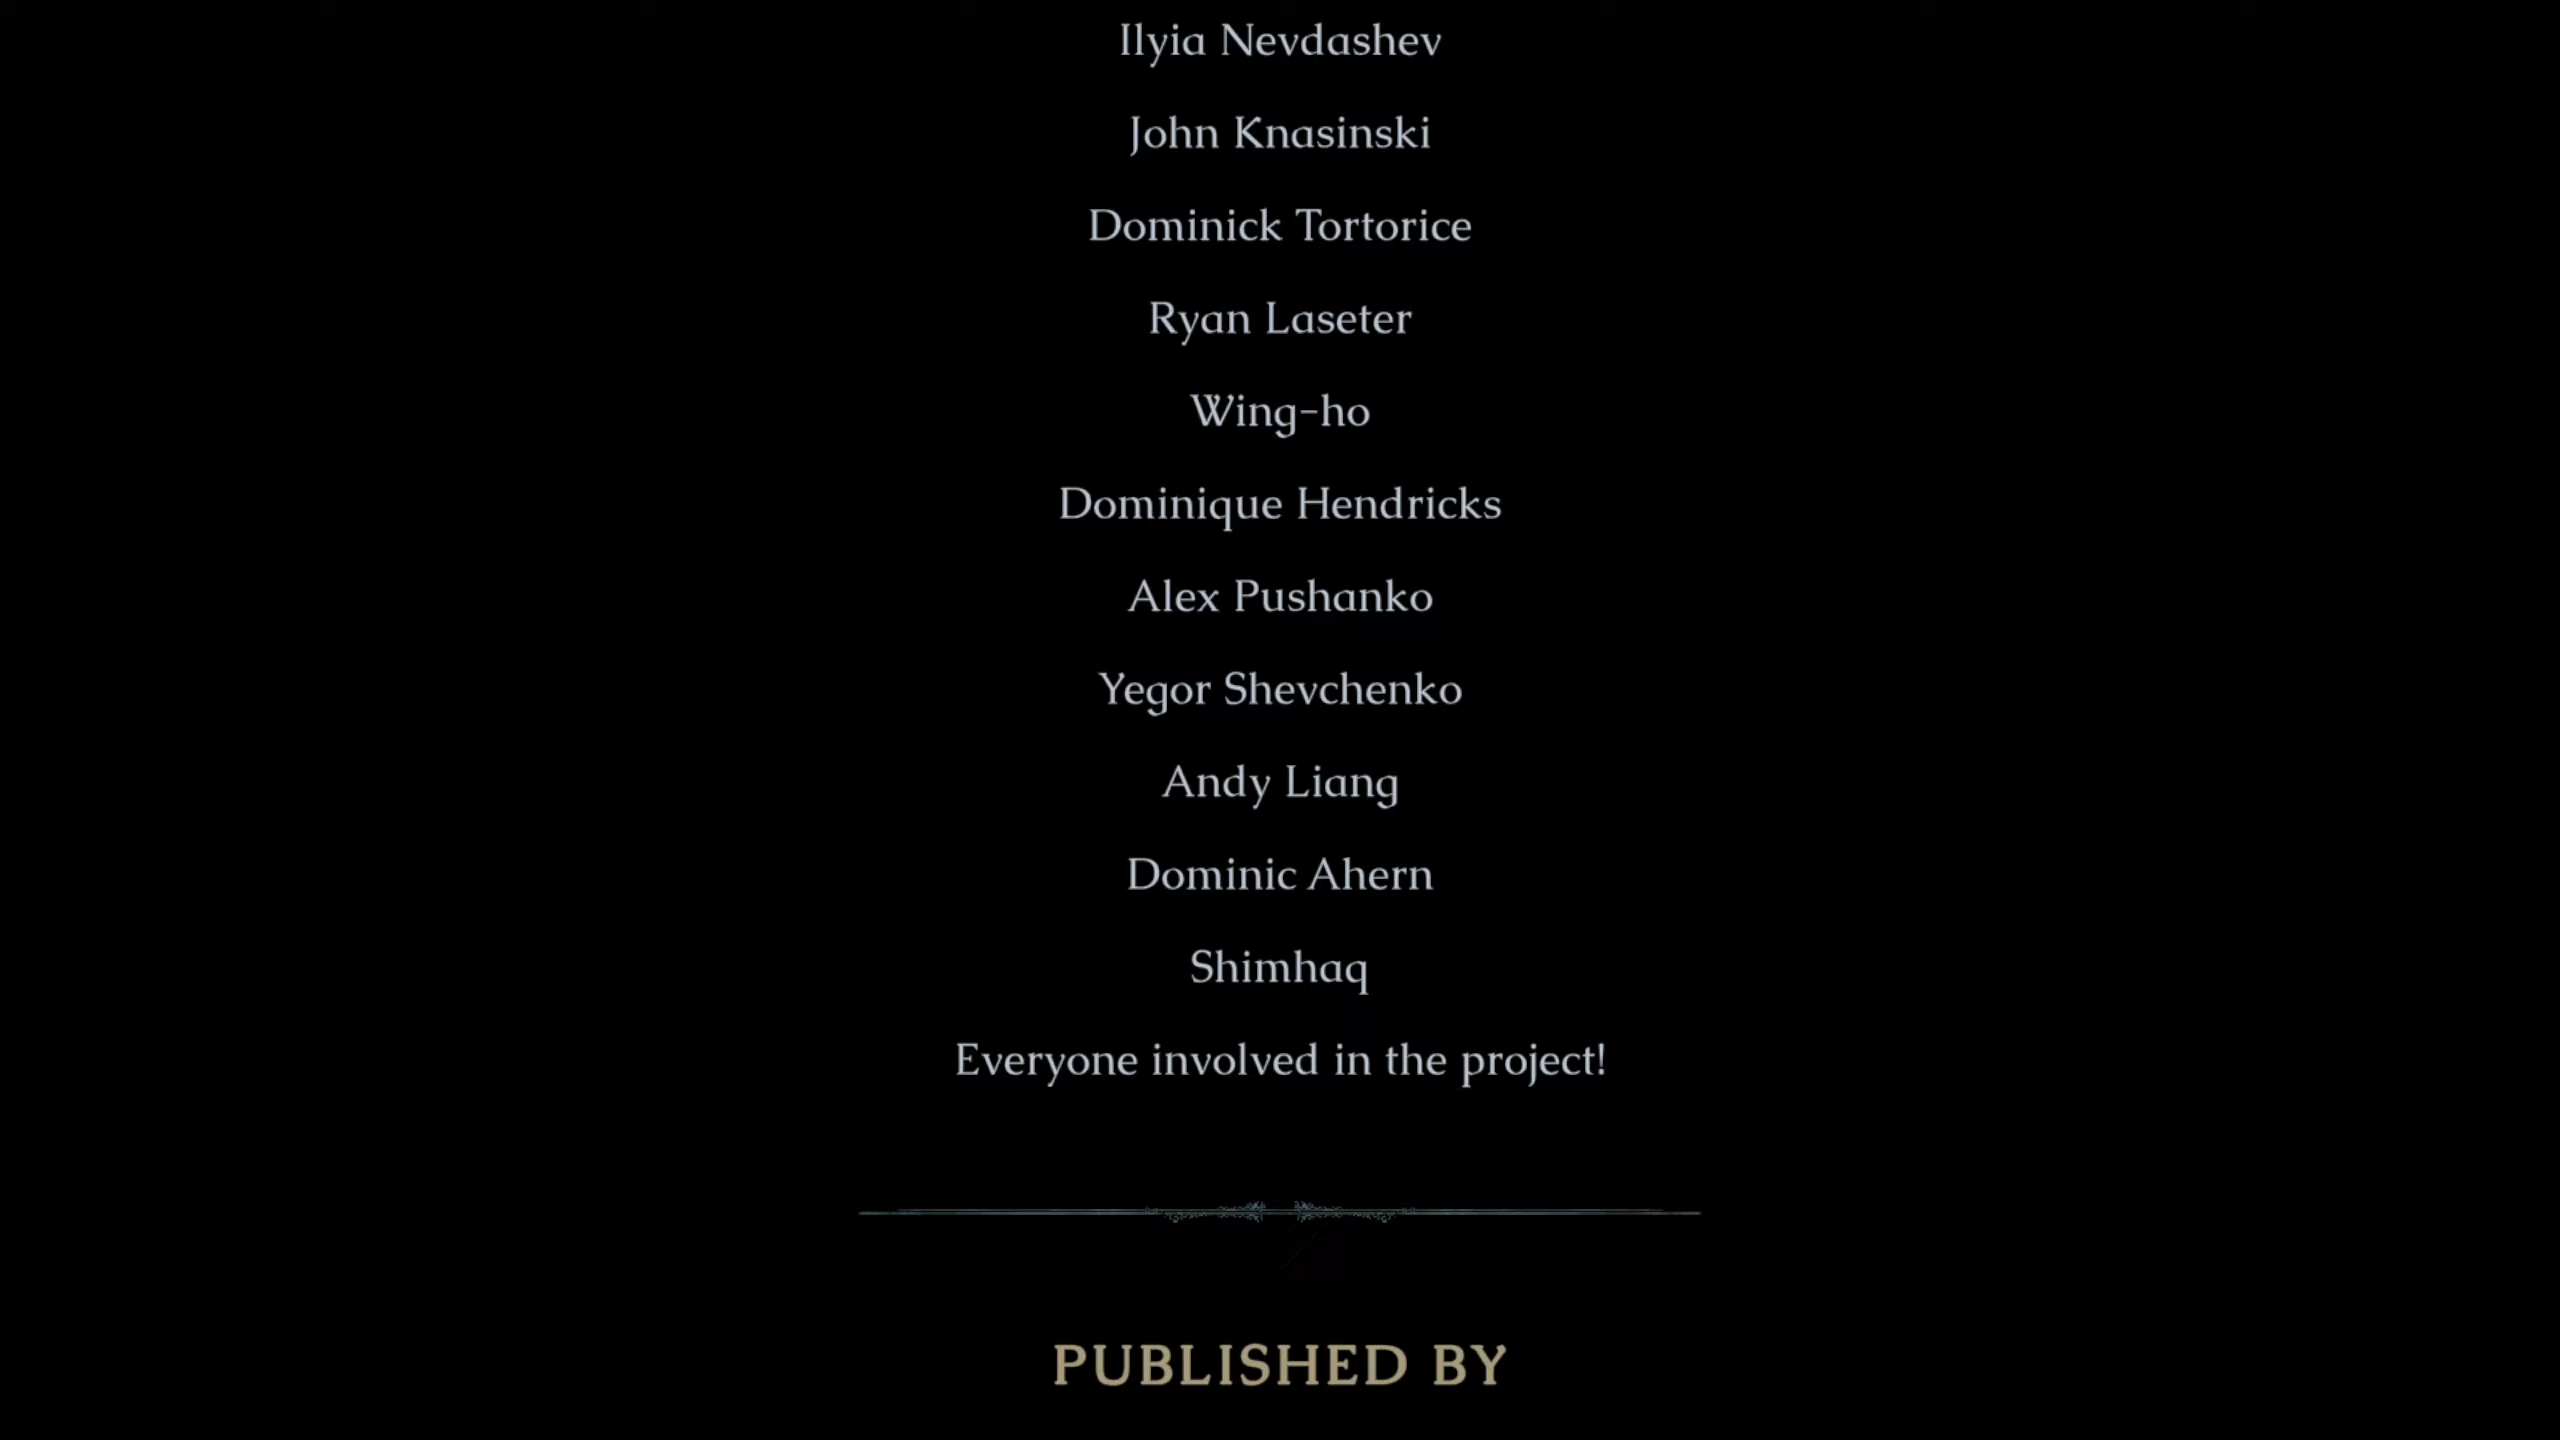 Ilyia Nevdashev
John Knasinski
Dominick Tortorice
Ryan Laseter
Wing-ho
Dominique Hendricks
Alex Pushanko
Yegor Shevchenko
Andy Liang
Dominic Ahern
Shimhaq
Everyone involved in the project!
PUBLISHED BY